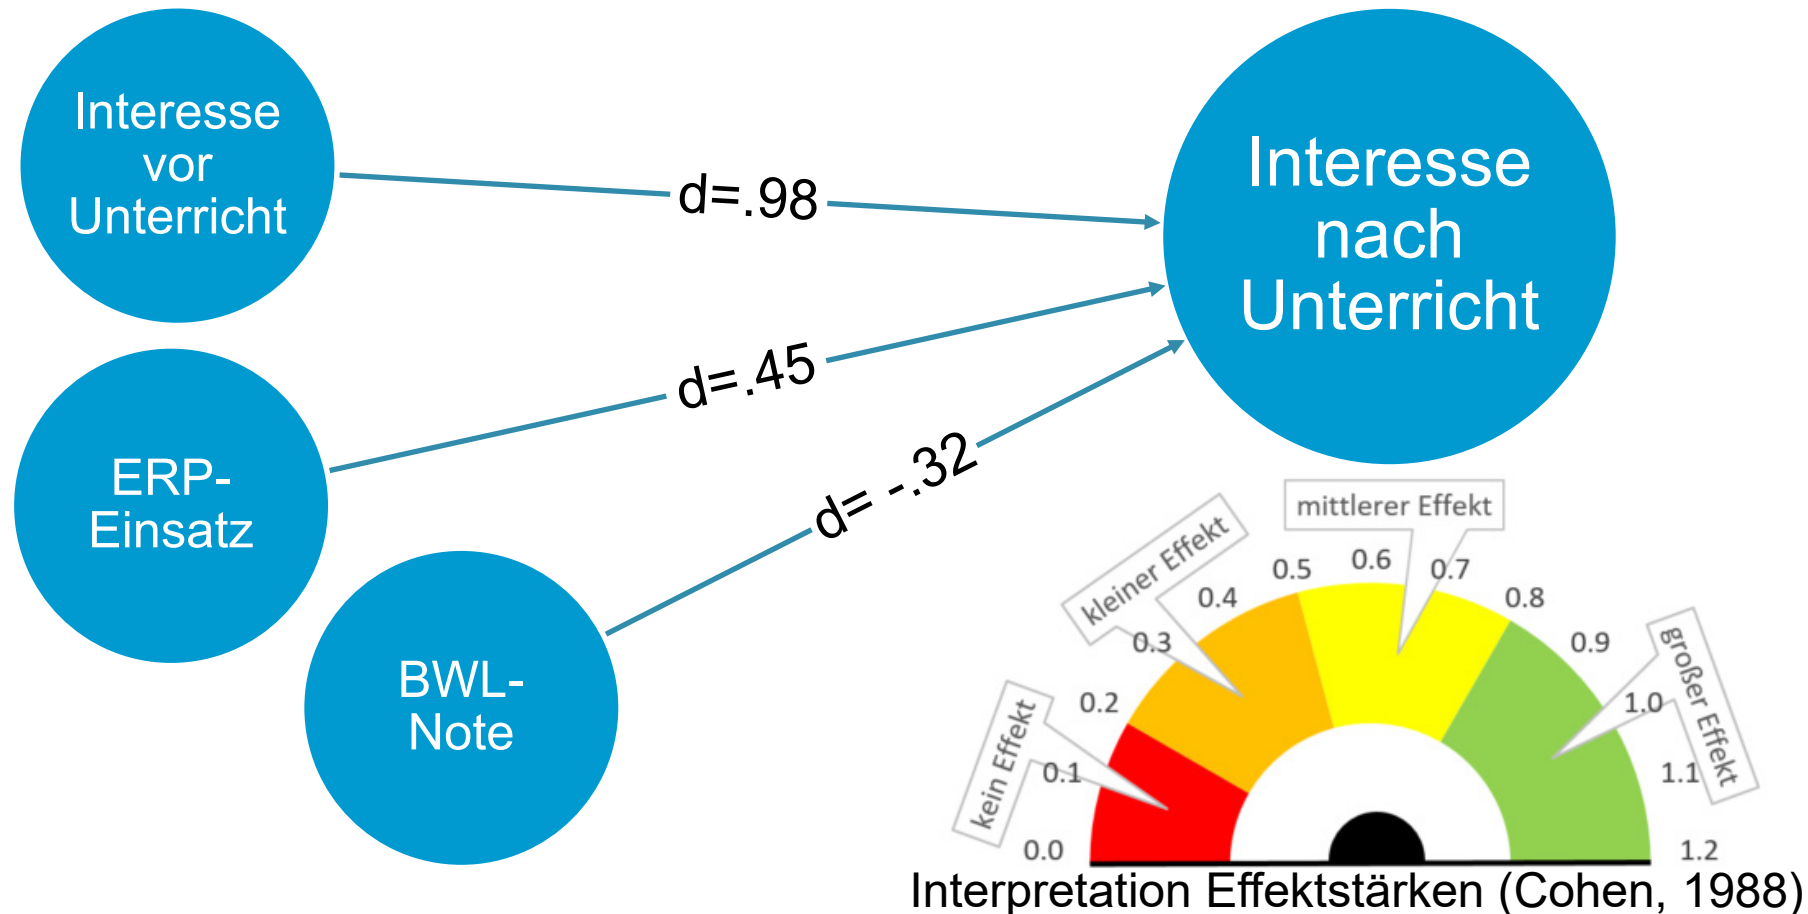 Interesse
vor
Unterricht
d=.98
Interesse
nach
Unterricht
ERP-
Einsatz
d=.45
BWL-
Note
d= -.32
kein Effekt
kleiner Effekt
mittlerer Effekt
großer Effekt
0.0
0.1
0.2
0.3
0.4
0.5
0.6
0.7
0.8
0.9
1.0
1.1
1.2
Interpretation Effektstärken (Cohen, 1988)